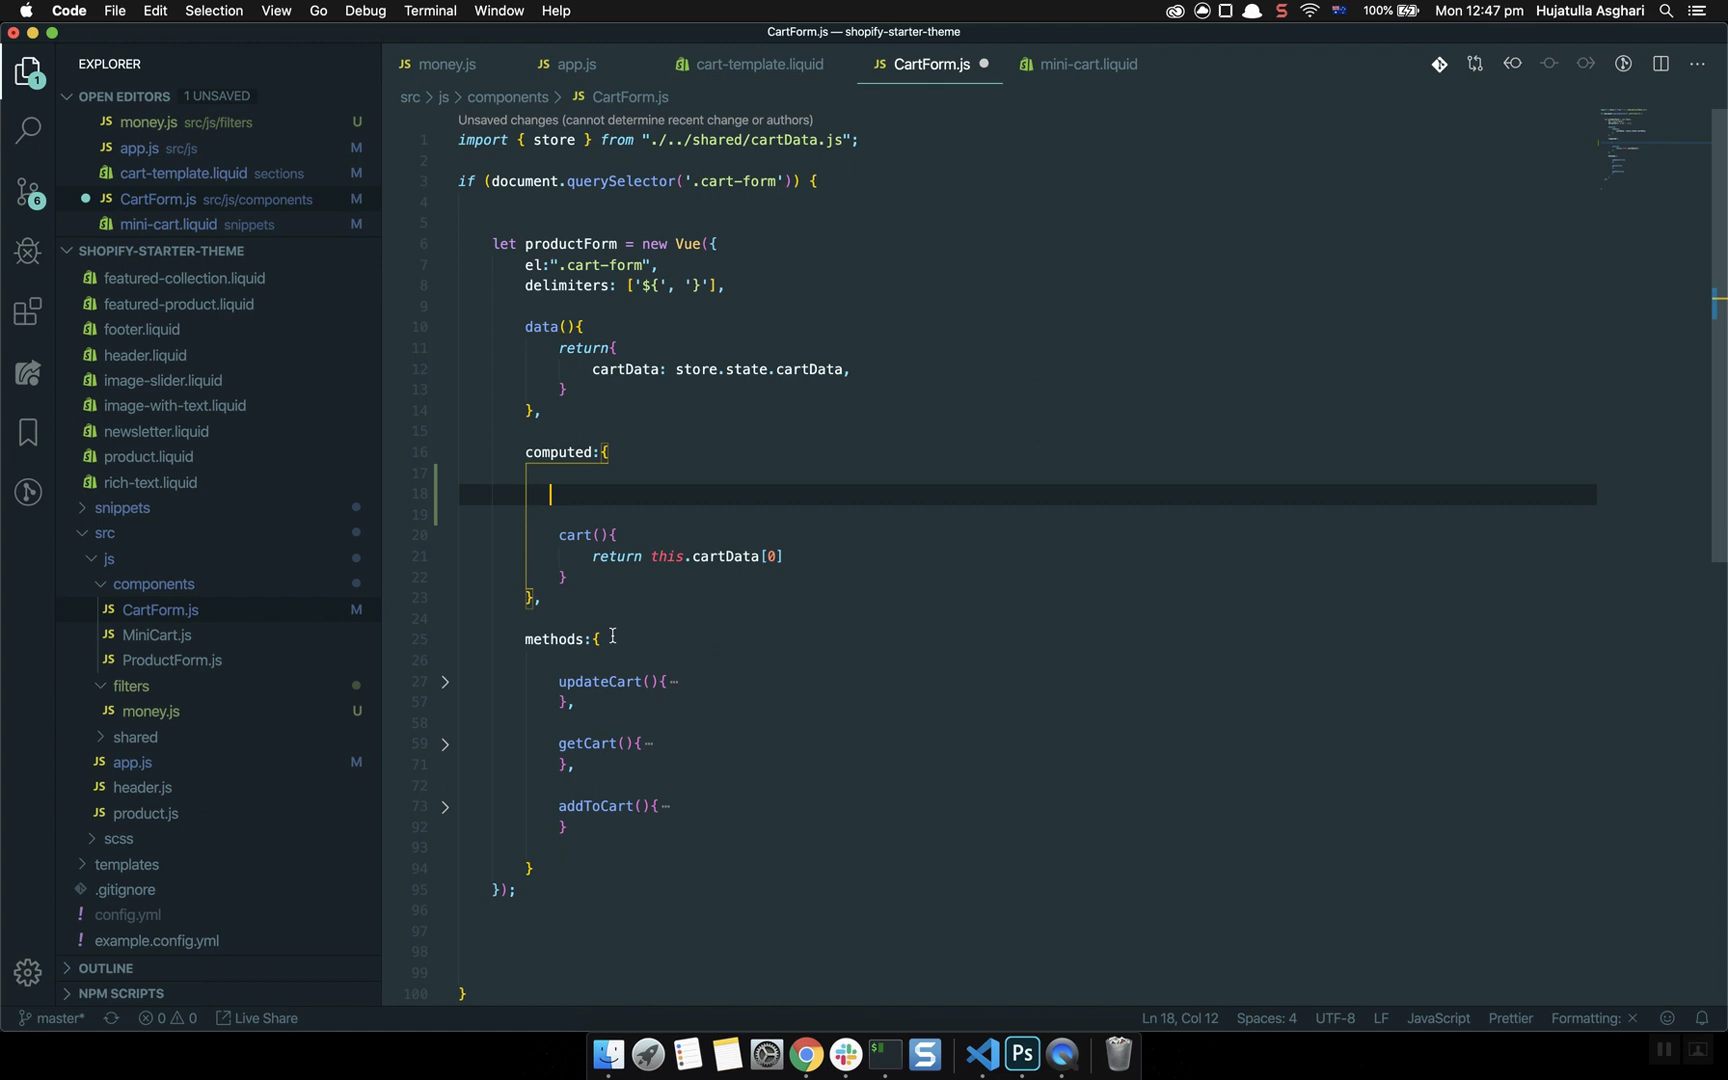 Code File Edit Selection View Go Debug Terminal Window Help
100% Mon 12:47 pm Hujatulla Asghari
CartForm.js — shopify-starter-theme
EXPLORER
OPEN EDITORS 1 UNSAVED
JS money.js src/js/filters U
JS app.js src/js M
cart-template.liquid sections M
JS CartForm.js src/js/components M
mini-cart.liquid snippets M
SHOPIFY-STARTER-THEME
featured-collection.liquid
featured-product.liquid
footer.liquid
header.liquid
image-slider.liquid
image-with-text.liquid
newsletter.liquid
product.liquid
rich-text.liquid
snippets
src
js
components
JS CartForm.js M
JS MiniCart.js
JS ProductForm.js
filters
JS money.js U
shared
JS app.js M
JS header.js
JS product.js
scss
templates
.gitignore
! config.yml
! example.config.yml
OUTLINE
NPM SCRIPTS
1
6
JS money.js JS app.js cart-template.liquid JS CartForm.js mini-cart.liquid
src > js > components > JS CartForm.js
Unsaved changes (cannot determine recent change or authors)
1 import { store } from "./../shared/cartData.js";
2
3 if (document.querySelector('.cart-form')) {
4
5
6 let productForm = new Vue({
7 el:".cart-form",
8 delimiters: ['${', '}'],
9
10 data(){
11 return{
12 cartData: store.state.cartData,
13 }
14 },
15
16 computed:{
17
18
19
20 cart(){
21 return this.cartData[0]
22 }
23 },
24
25 methods:{
26
27 updateCart(){ ⋯
57 },
58
59 getCart(){ ⋯
71 },
72
73 addToCart(){ ⋯
92 }
93
94 }
95 });
96
97
98
99
100 }
master* 0 0 Live Share
Ln 18, Col 12 Spaces: 4 UTF-8 LF JavaScript Prettier Formatting: ×
$
S
Ps